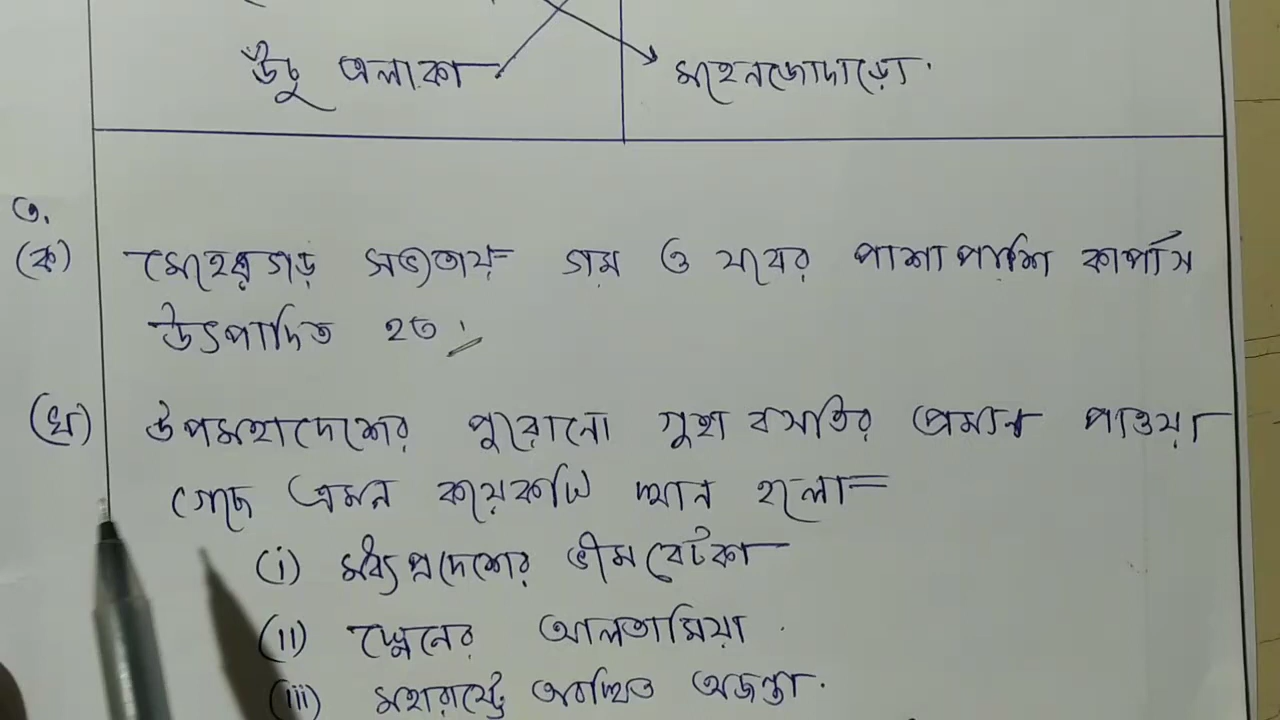 উঁচু এলাকা
মহেনজোদাড়ো
৩.
(ক) মেহেরগড় সভ্যতায় গম ও যবের পাশাপাশি কার্পাস
উৎপাদিত হত।
(খ) উপমহাদেশের পুরোনো গুহা বসতির প্রমান পাওয়া
গেছে এমন কয়েকটি স্থান হলো—
(i) মধ্যপ্রদেশের ভীমবেটকা
(ii) স্পেনের আলতামিয়া
(iii) মহারাষ্ট্রে অবস্থিত অজন্তা.